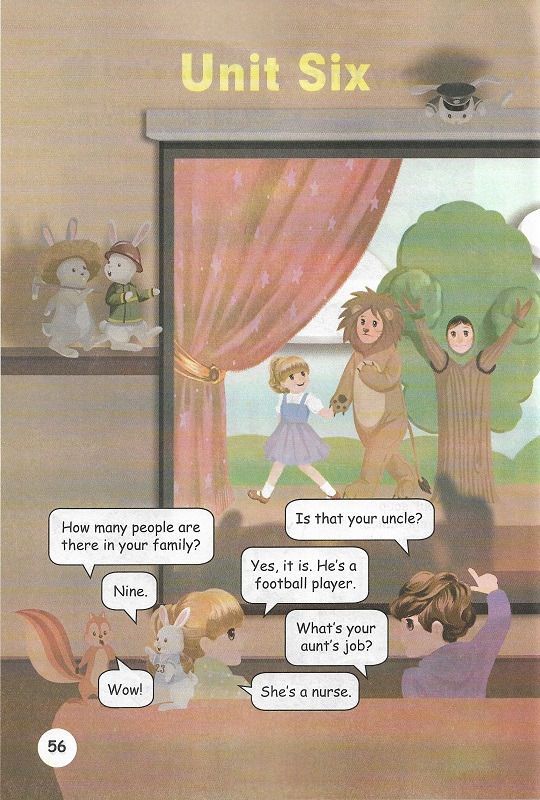 Unit Six
How many people are
there in your family?
Nine.
Wow!
Is that your uncle?
Yes, it is. He's a
football player.
What's your
aunt's job?
She's a nurse.
23
56